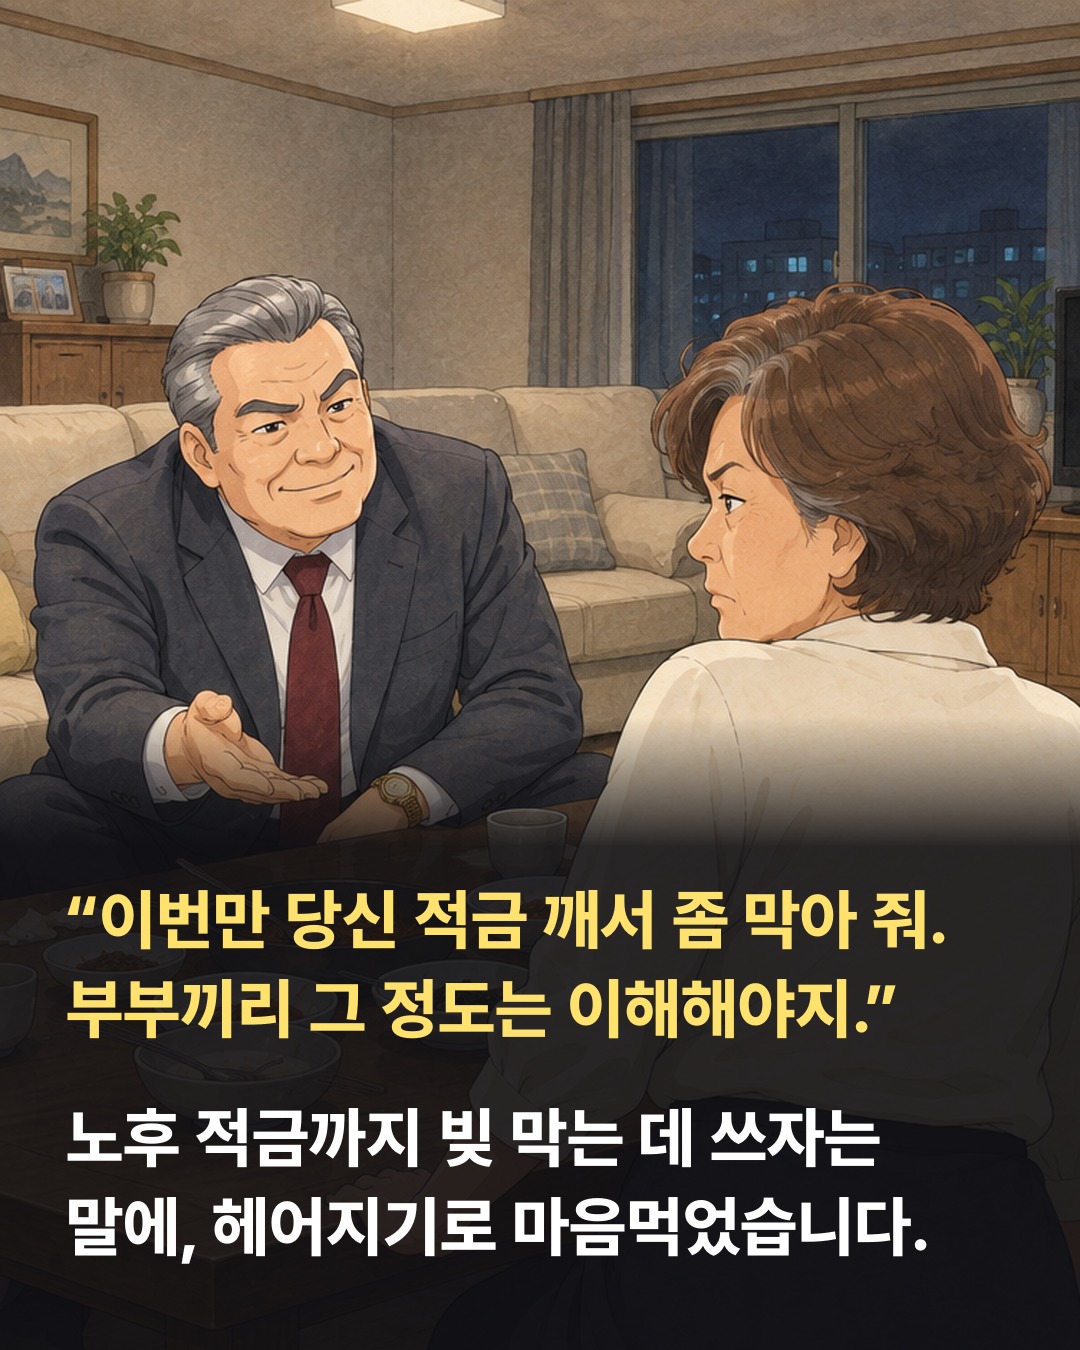 “이번만 당신 적금 깨서 좀 막아 줘.
부부끼리 그 정도는 이해해야지.”
노후 적금까지 빚 막는 데 쓰자는
말에, 헤어지기로 마음먹었습니다.